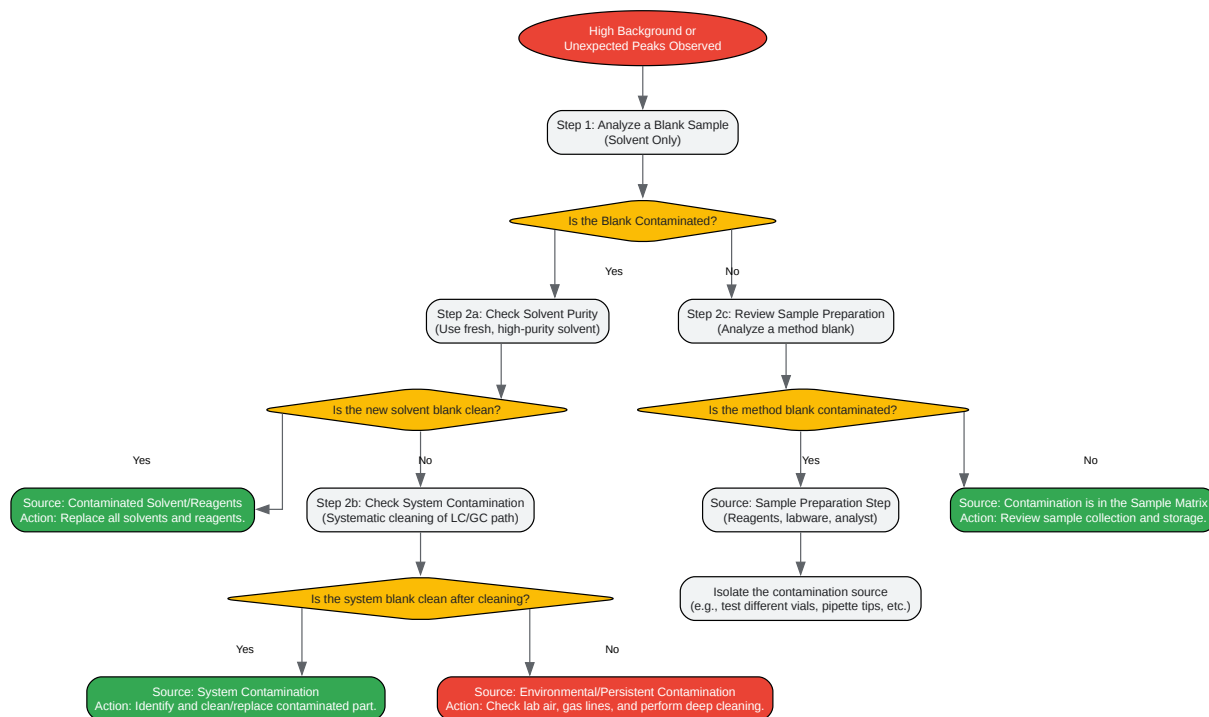 High Background or
Unexpected Peaks Observed
Step 1: Analyze a Blank Sample
(Solvent Only)
Is the Blank Contaminated?
Yes
No
Step 2a: Check Solvent Purity
(Use fresh, high-purity solvent)
Step 2c: Review Sample Preparation
(Analyze a method blank)
Is the new solvent blank clean?
Is the method blank contaminated?
Yes
No
Yes
No
Source: Contaminated Solvent/Reagents
Action: Replace all solvents and reagents.
Step 2b: Check System Contamination
(Systematic cleaning of LC/GC path)
Source: Sample Preparation Step
(Reagents, labware, analyst)
Source: Contamination is in the Sample Matrix
Action: Review sample collection and storage.
Is the system blank clean after cleaning?
Isolate the contamination source
(e.g., test different vials, pipette tips, etc.)
Yes
No
Source: System Contamination
Action: Identify and clean/replace contaminated part.
Source: Environmental/Persistent Contamination
Action: Check lab air, gas lines, and perform deep cleaning.